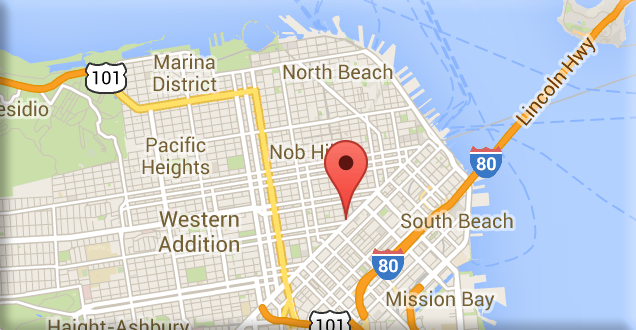 101
Marina
District
North Beach
Lincoln Hwy
esidio
Pacific
Heights
Nob Hi
80
Western
Addition
South Beach
80
Mission Bay
Haight-Ashbury
101